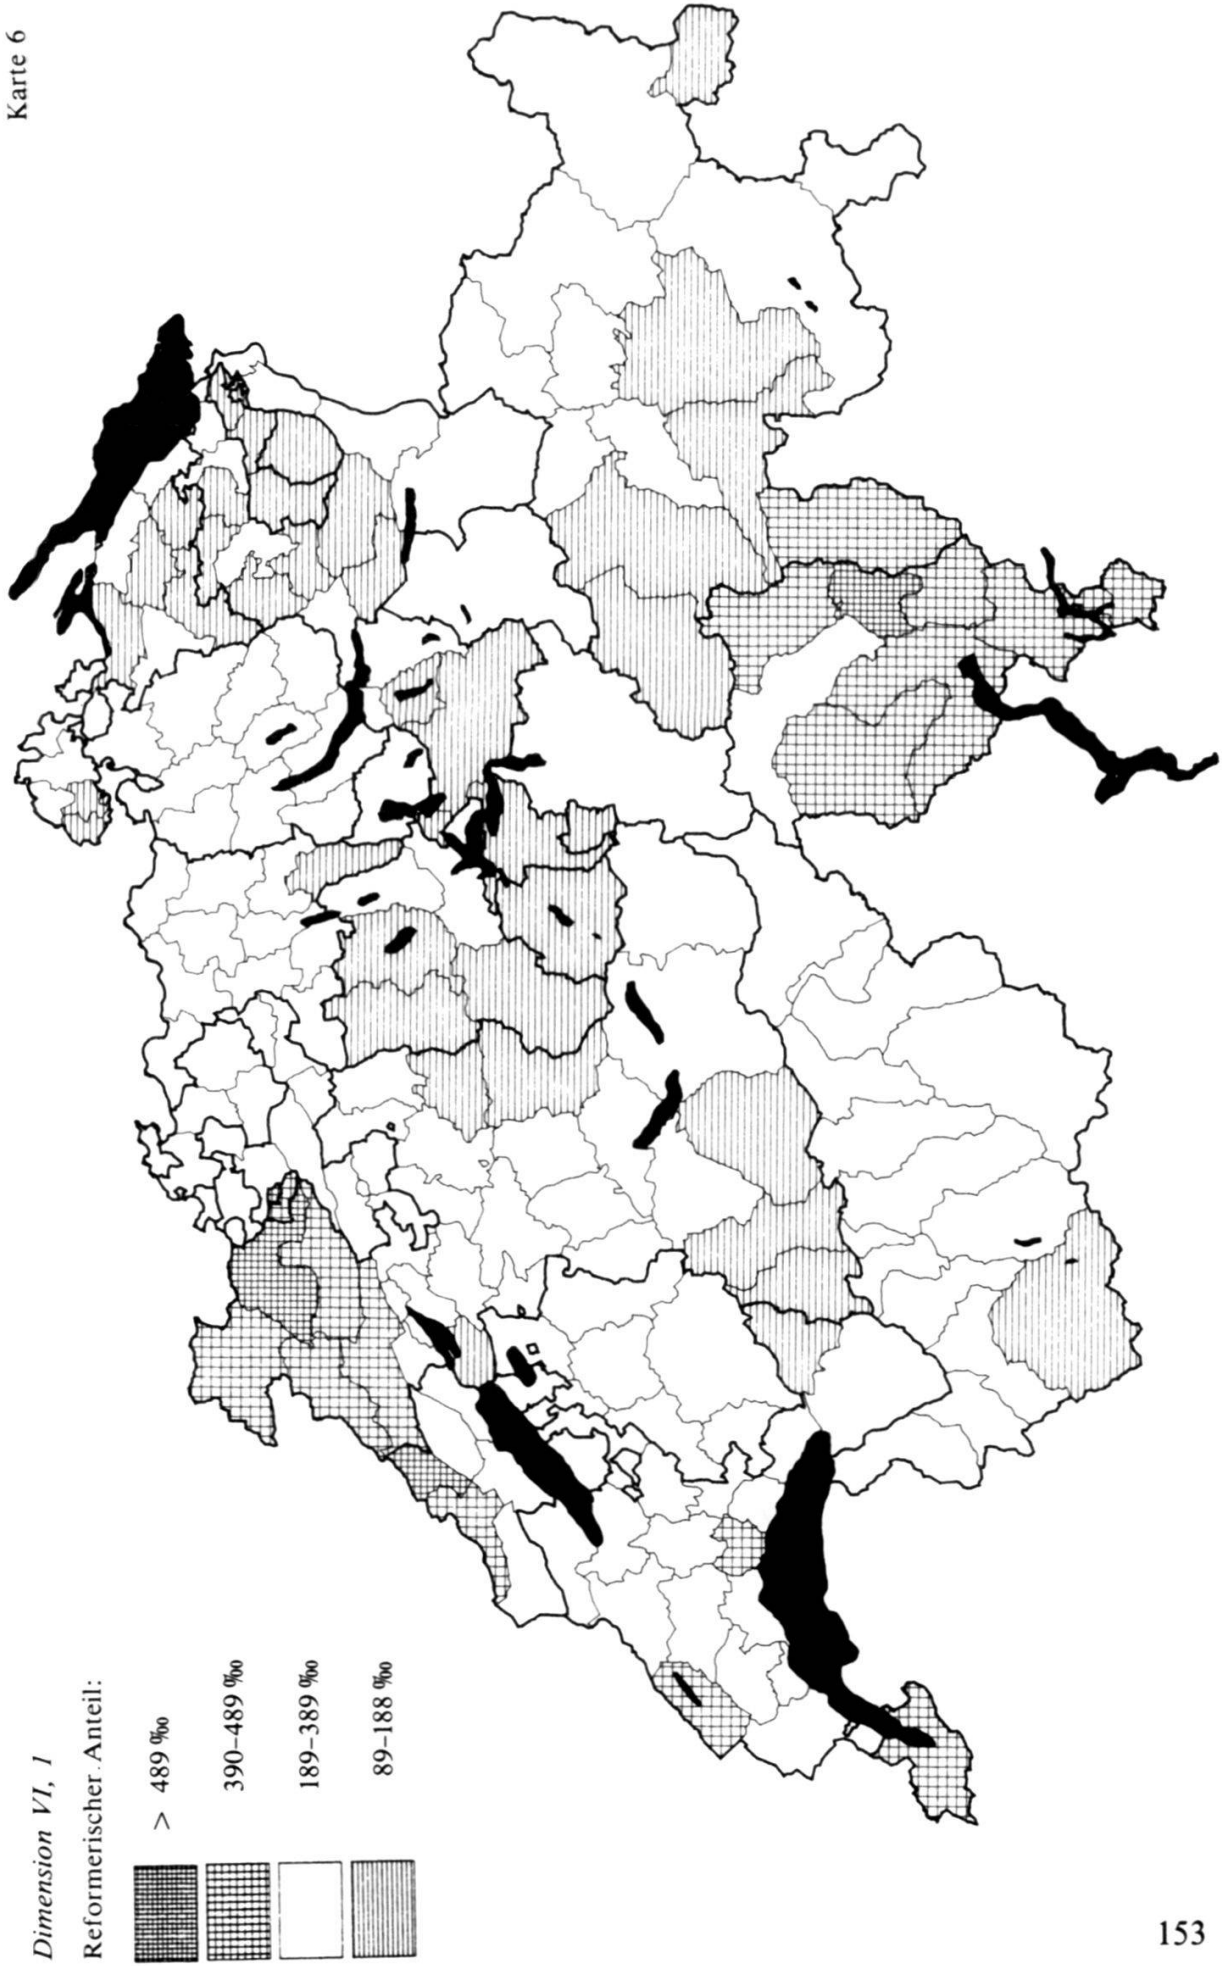 Karte 6
Dimension VI, 1
Reformerischer Anteil:
> 489 ‰
390–489 ‰
189–389 ‰
89–188 ‰
153